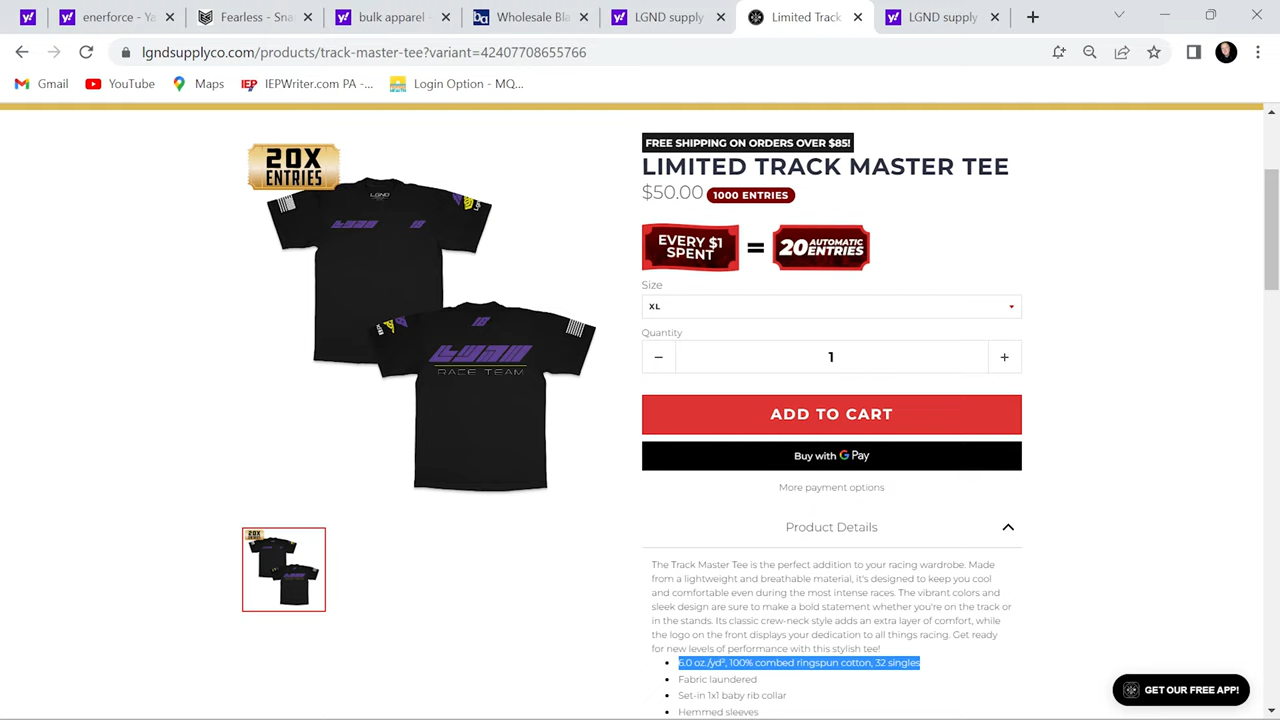 enerforce - Ya
Fearless - Sna
bulk apparel -
Wholesale Bla
LGND supply
Limited Track
LGND supply
lgndsupplyco.com/products/track-master-tee?variant=42407708655766
Gmail
YouTube
Maps
IEP
IEPWriter.com PA -...
Login Option - MQ...
20X
ENTRIES
LGND
LGND
RACE TEAM
FREE SHIPPING ON ORDERS OVER $85!
LIMITED TRACK MASTER TEE
$50.00 1000 ENTRIES
EVERY $1
SPENT
=
20 AUTOMATIC
ENTRIES
Size
XL
Quantity
− 1 +
ADD TO CART
Buy with G Pay
More payment options
Product Details
The Track Master Tee is the perfect addition to your racing wardrobe. Made
from a lightweight and breathable material, it's designed to keep you cool
and comfortable even during the most intense races. The vibrant colors and
sleek design are sure to make a bold statement whether you're on the track or
in the stands. Its classic crew-neck style adds an extra layer of comfort, while
the logo on the front displays your dedication to all things racing. Get ready
for new levels of performance with this stylish tee!
6.0 oz./yd², 100% combed ringspun cotton, 32 singles
Fabric laundered
Set-in 1x1 baby rib collar
Hemmed sleeves
20X
ENTRIES
GET OUR FREE APP!